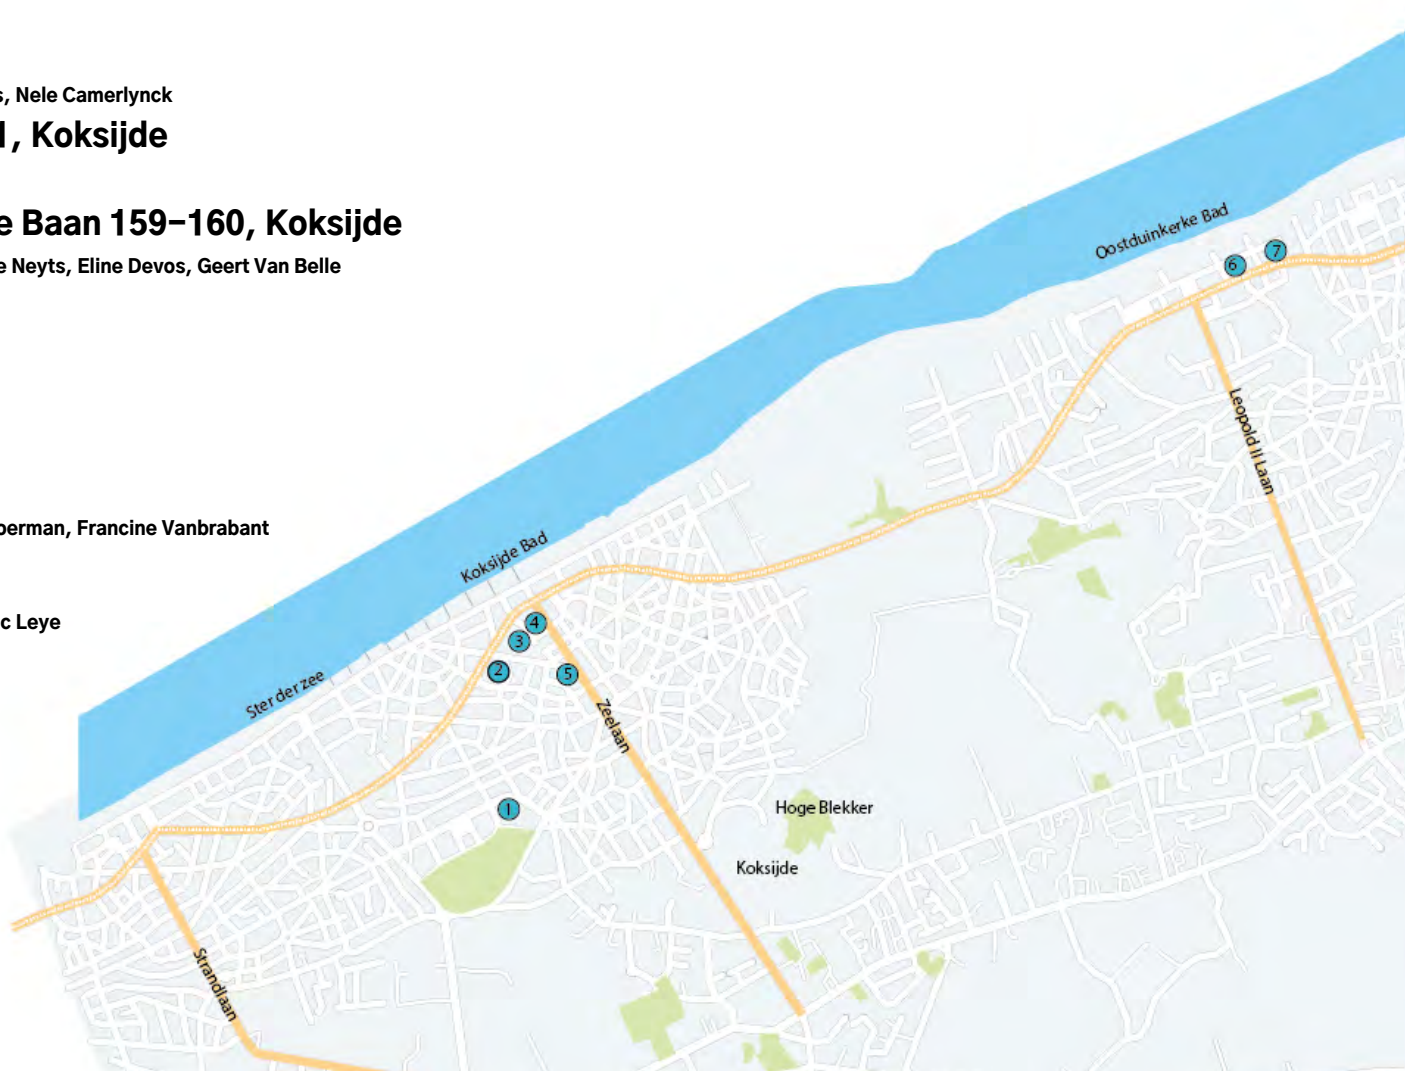 s, Nele Camerlynck
1, Koksijde
e Baan 159–160, Koksijde
e Neyts, Eline Devos, Geert Van Belle
oerman, Francine Vanbrabant
c Leye
Oostduinkerke Bad
6
7
Leopold II Laan
Koksijde Bad
4
3
2
5
Ster der zee
Zeelaan
1
Hoge Blekker
Koksijde
Strandlaan